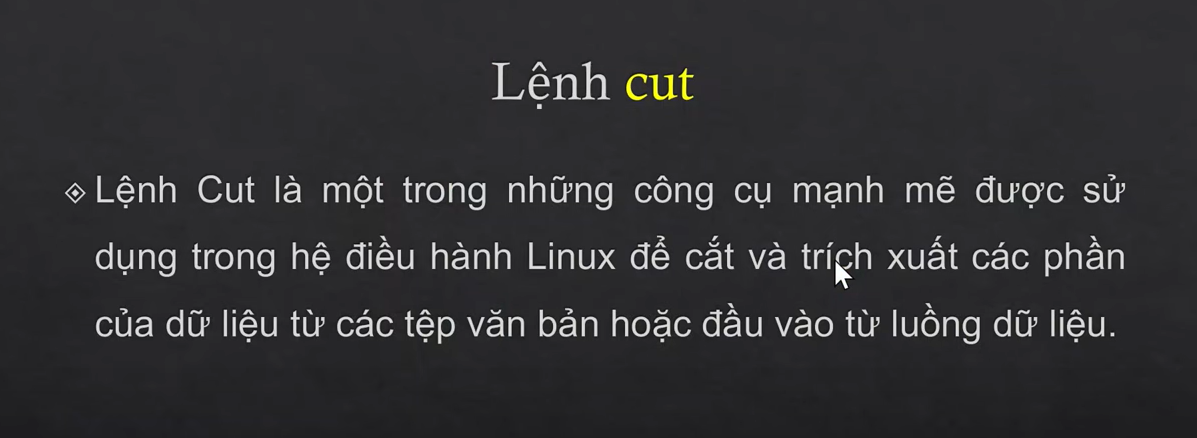 Lệnh cut
Lệnh Cut là một trong những công cụ mạnh mẽ được sử
dụng trong hệ điều hành Linux để cắt và trích xuất các phần
của dữ liệu từ các tệp văn bản hoặc đầu vào từ luồng dữ liệu.